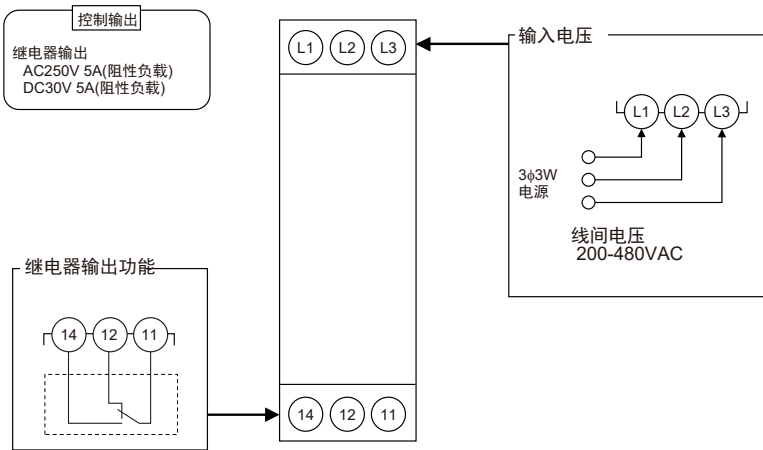 控制输出
继电器输出
AC250V 5A(阻性负载)
DC30V 5A(阻性负载)
L1 L2 L3
输入电压
L1 L2 L3
3ϕ3W
电源
线间电压
200-480VAC
继电器输出功能
14 12 11
14 12 11